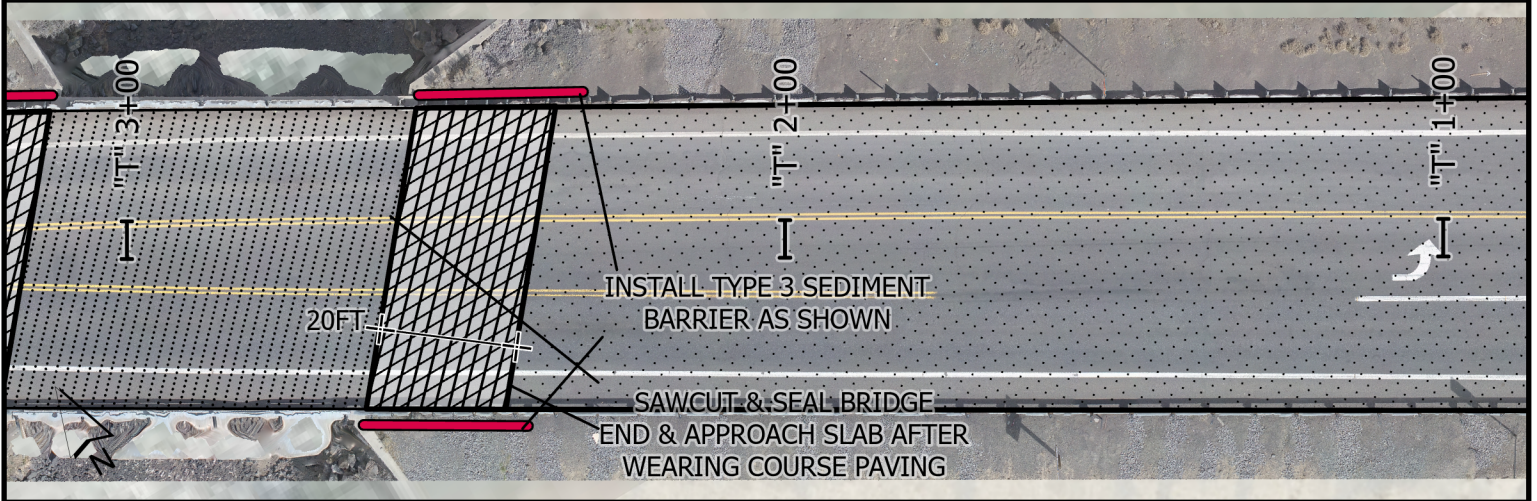 "T" 3+00
"T" 2+00
"T" 1+00
INSTALL TYPE 3 SEDIMENT
BARRIER AS SHOWN
20FT
SAWCUT & SEAL BRIDGE
END & APPROACH SLAB AFTER
WEARING COURSE PAVING
N